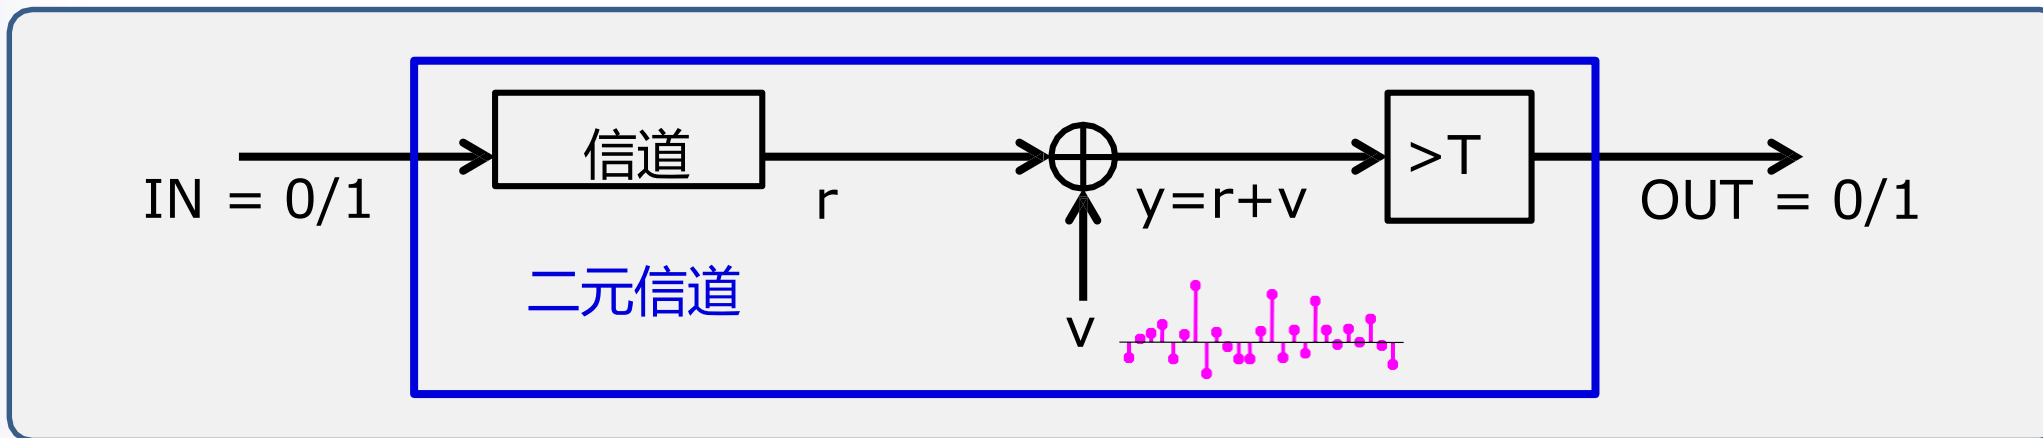 信道
>T
IN = 0/1
r
y=r+v
OUT = 0/1
二元信道
v